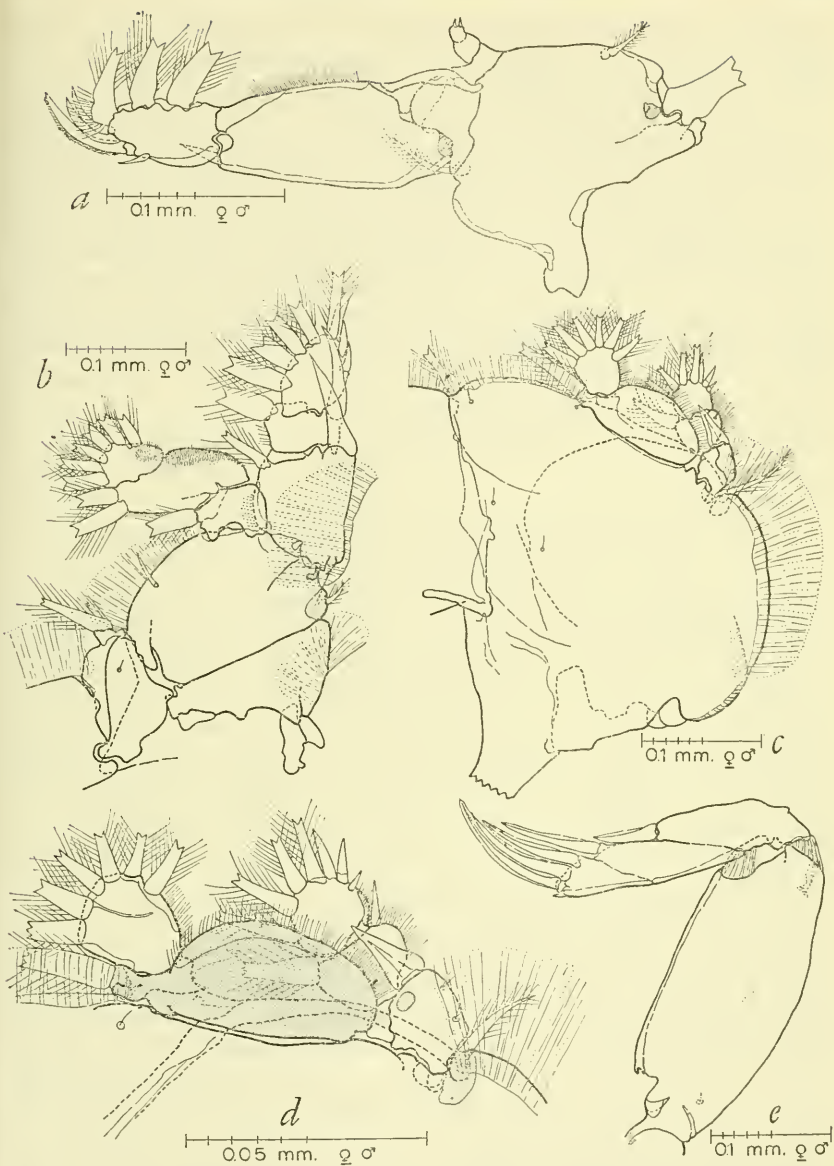 a
0.1 mm. ♀ ♂
b
0.1 mm. ♀ ♂
c
0.1 mm. ♀ ♂
d
0.05 mm. ♀ ♂
e
0.1 mm. ♀ ♂